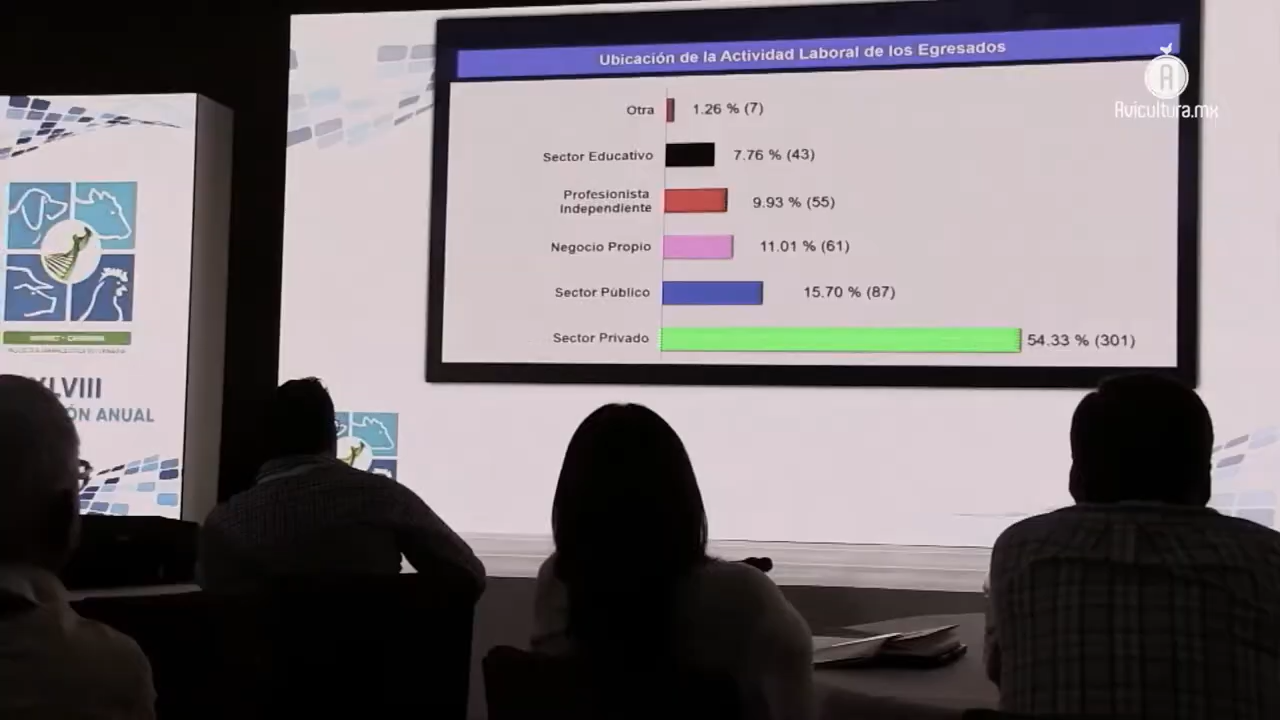 Ubicación de la Actividad Laboral de los Egresados
Avicultura.mx
Otra 1.26 % (7)
Sector Educativo 7.76 % (43)
Profesionista
Independiente 9.93 % (55)
Negocio Propio 11.01 % (61)
Sector Público 15.70 % (87)
Sector Privado 54.33 % (301)
XLVIII
ANUAL